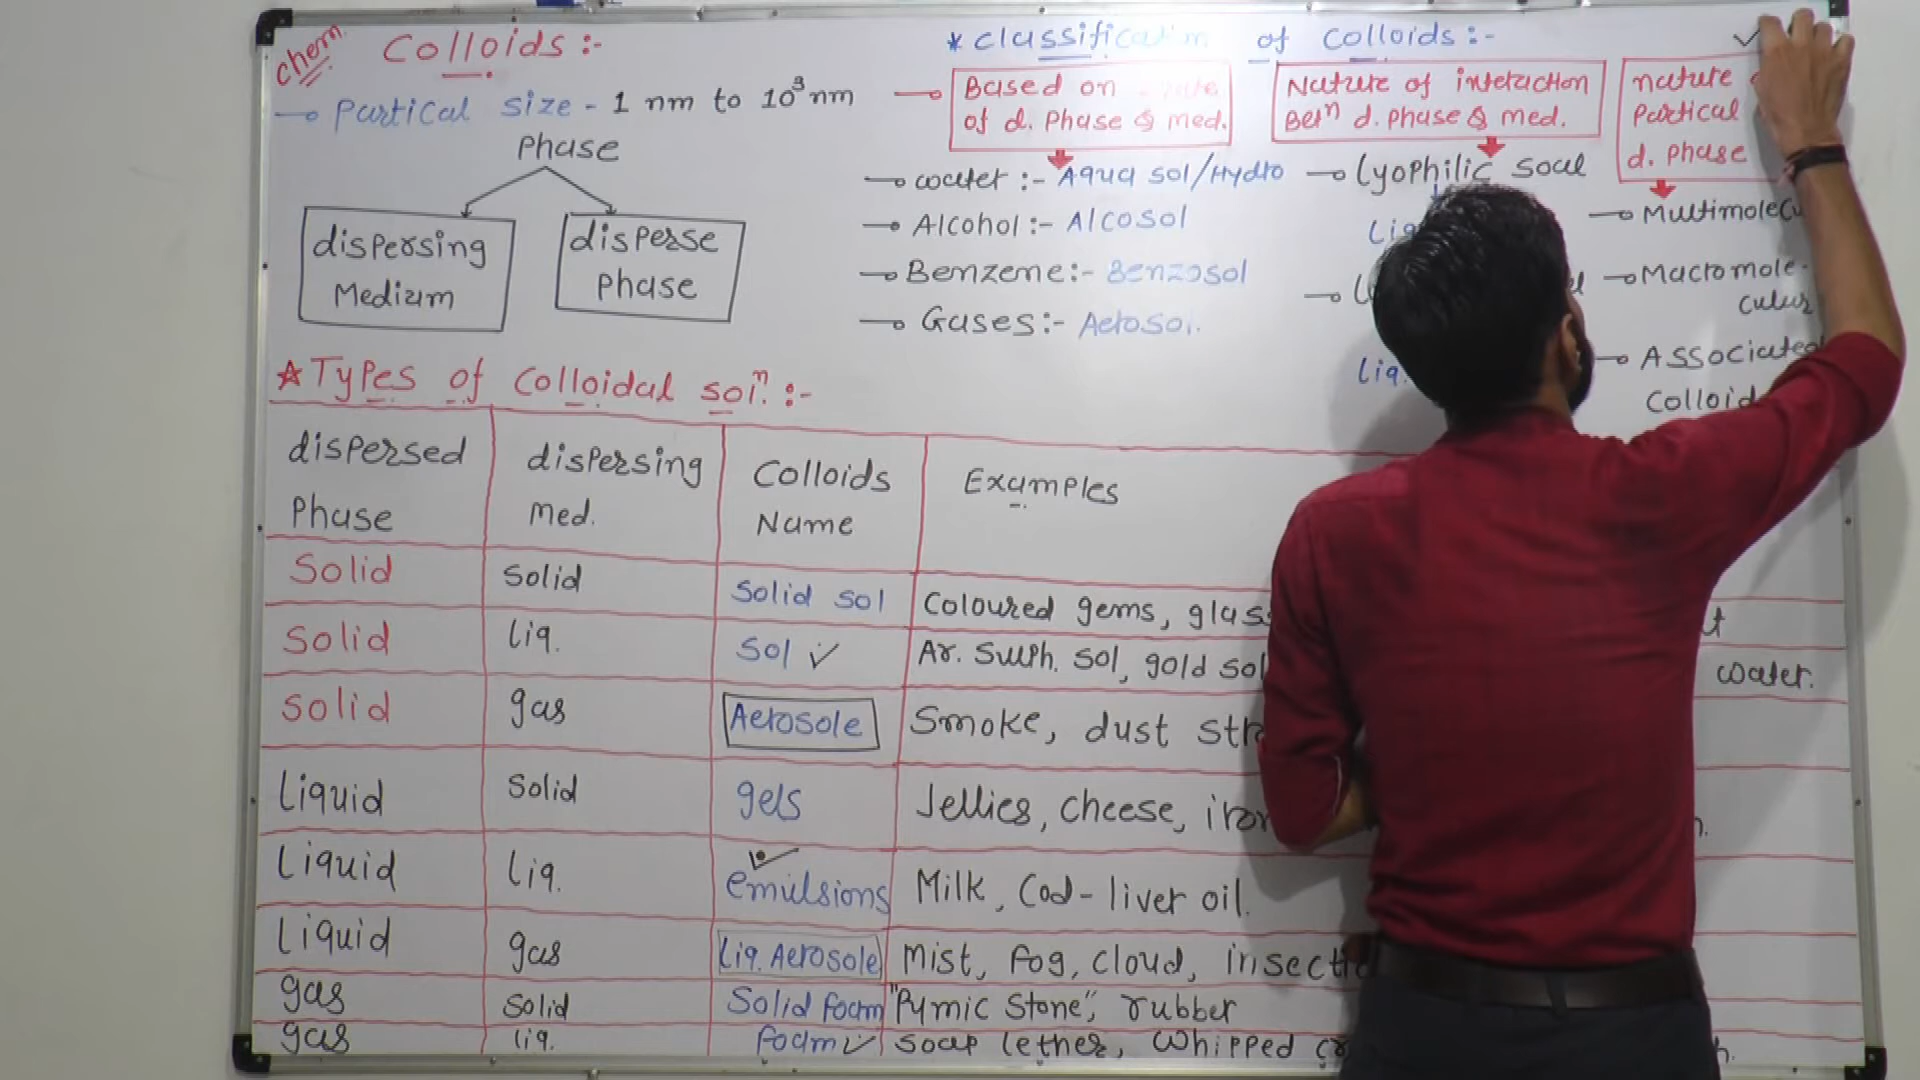 chem.
Colloids:-
Partical size - 1 nm to 10³nm
Phase
dispersing
Medium
disperse
Phase
* Classification of Colloids:-
Based on
of d. Phase & med.
water :- Aqua sol/Hydro
Alcohol :- Alcosol
Benzene:- Benzosol
Gases:- Aerosol.
Nature of interaction
Betⁿ d. phase & med.
Lyophilic soul
Liq.
nature
Partical
d. Phase
Macromole-
culur
Colloid
Types of Colloidal solⁿ. :-
dispersed
Phase
dispersing
med.
Colloids
Name
Examples
Solid Solid Solid Sol Coloured gems,
Solid liq. Sol ✓ Ar. Sulph. Sol, gold sol water.
Solid gas Aerosole Smoke, dust
Liquid Solid gels Jellies, cheese,
Liquid Liq. emulsions Milk, Cod-liver oil.
Liquid gas Liq. Aerosole Mist, fog, cloud,
gas Solid Solid foam "Pymic Stone", rubber
gas liq. foam ✓ soap lether, whipped